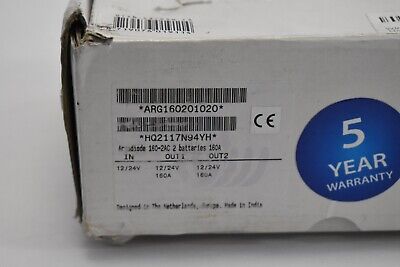 *ARG160201020*
*HQ2117N94YH*
Argudiode 160-2AC 2 batteries 160A
IN OUT1 OUT2
12/24V 12/24V 12/24V
160A 160A
Designed in The Netherlands, Europe. Made in India
CE
5
YEAR
WARRANTY